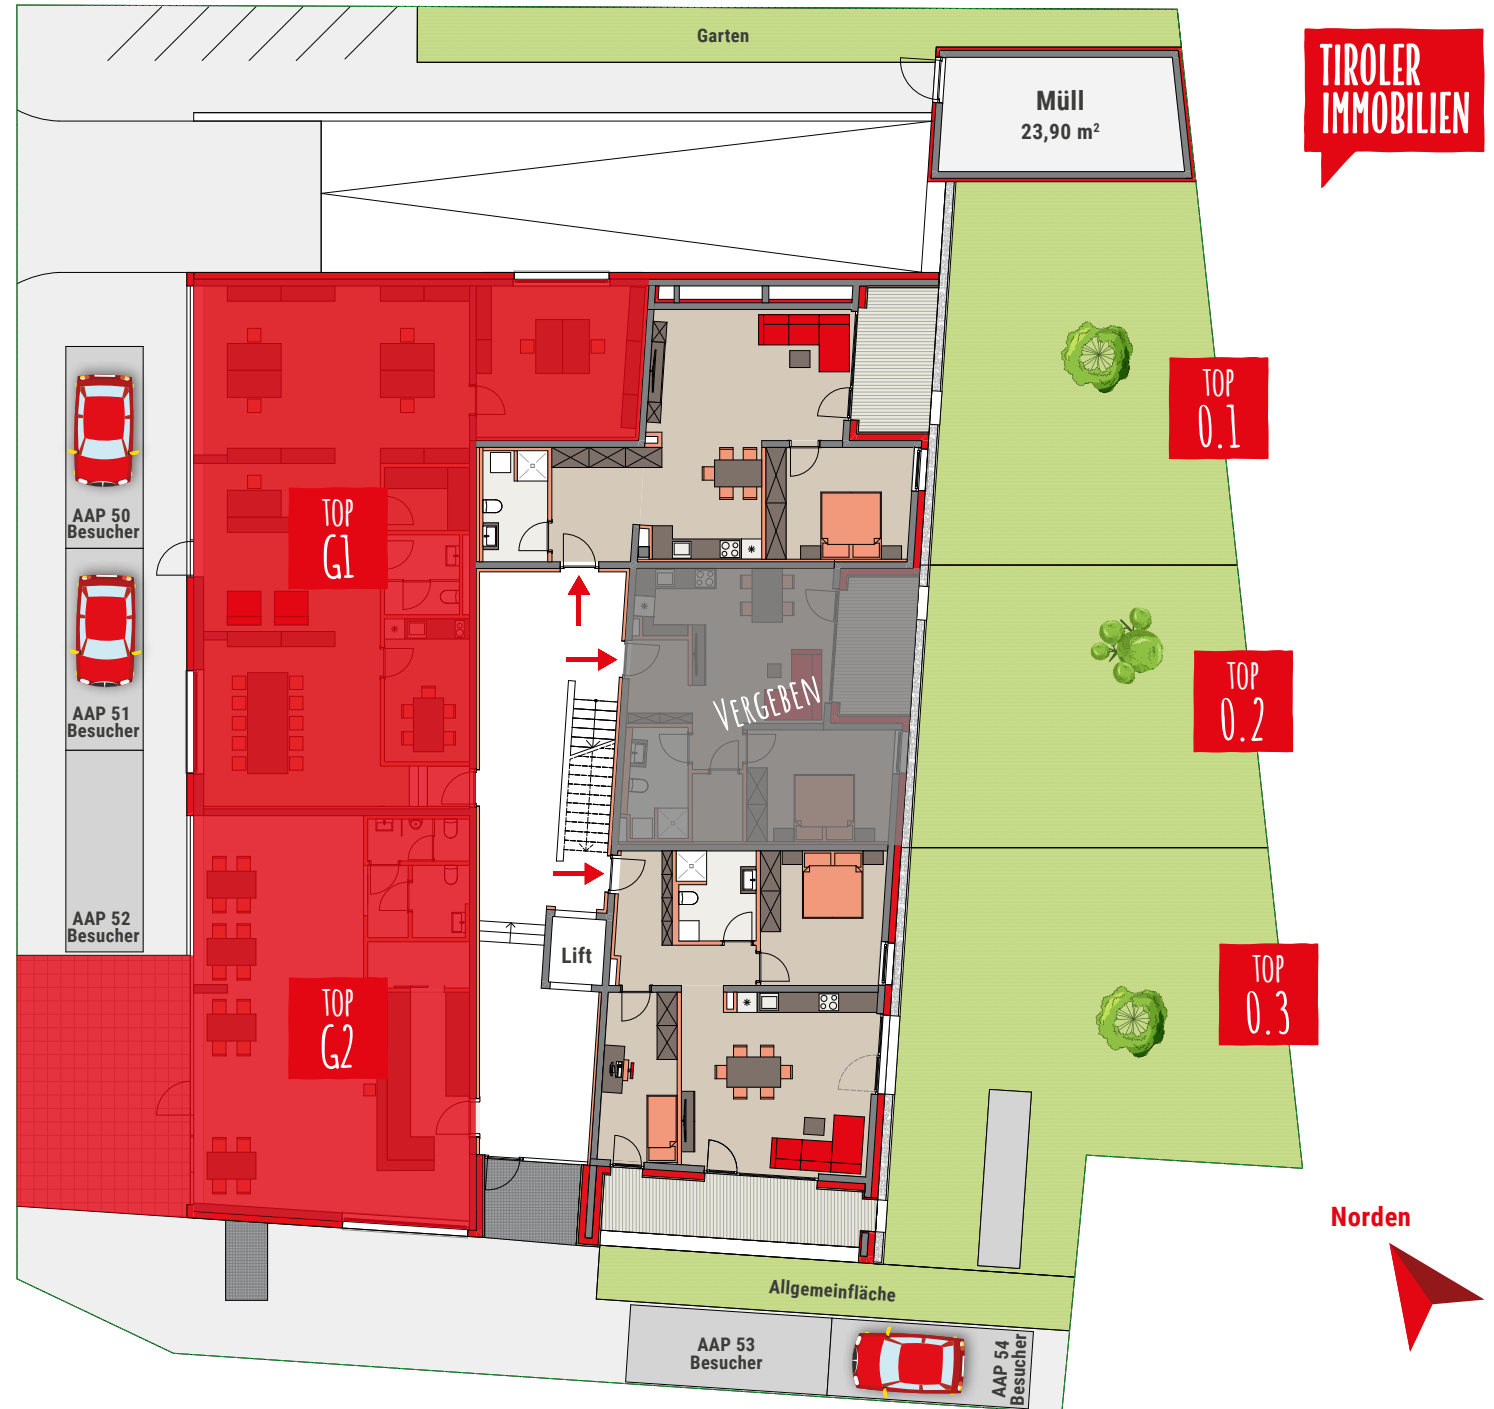 Garten
TIROLER
IMMOBILIEN
Müll
23,90 m²
TOP
0.1
AAP 50
Besucher
TOP
G1
TOP
0.2
VERGEBEN
AAP 51
Besucher
AAP 52
Besucher
Lift
TOP
G2
TOP
0.3
Norden
Allgemeinfläche
AAP 53
Besucher
AAP 54
Besucher